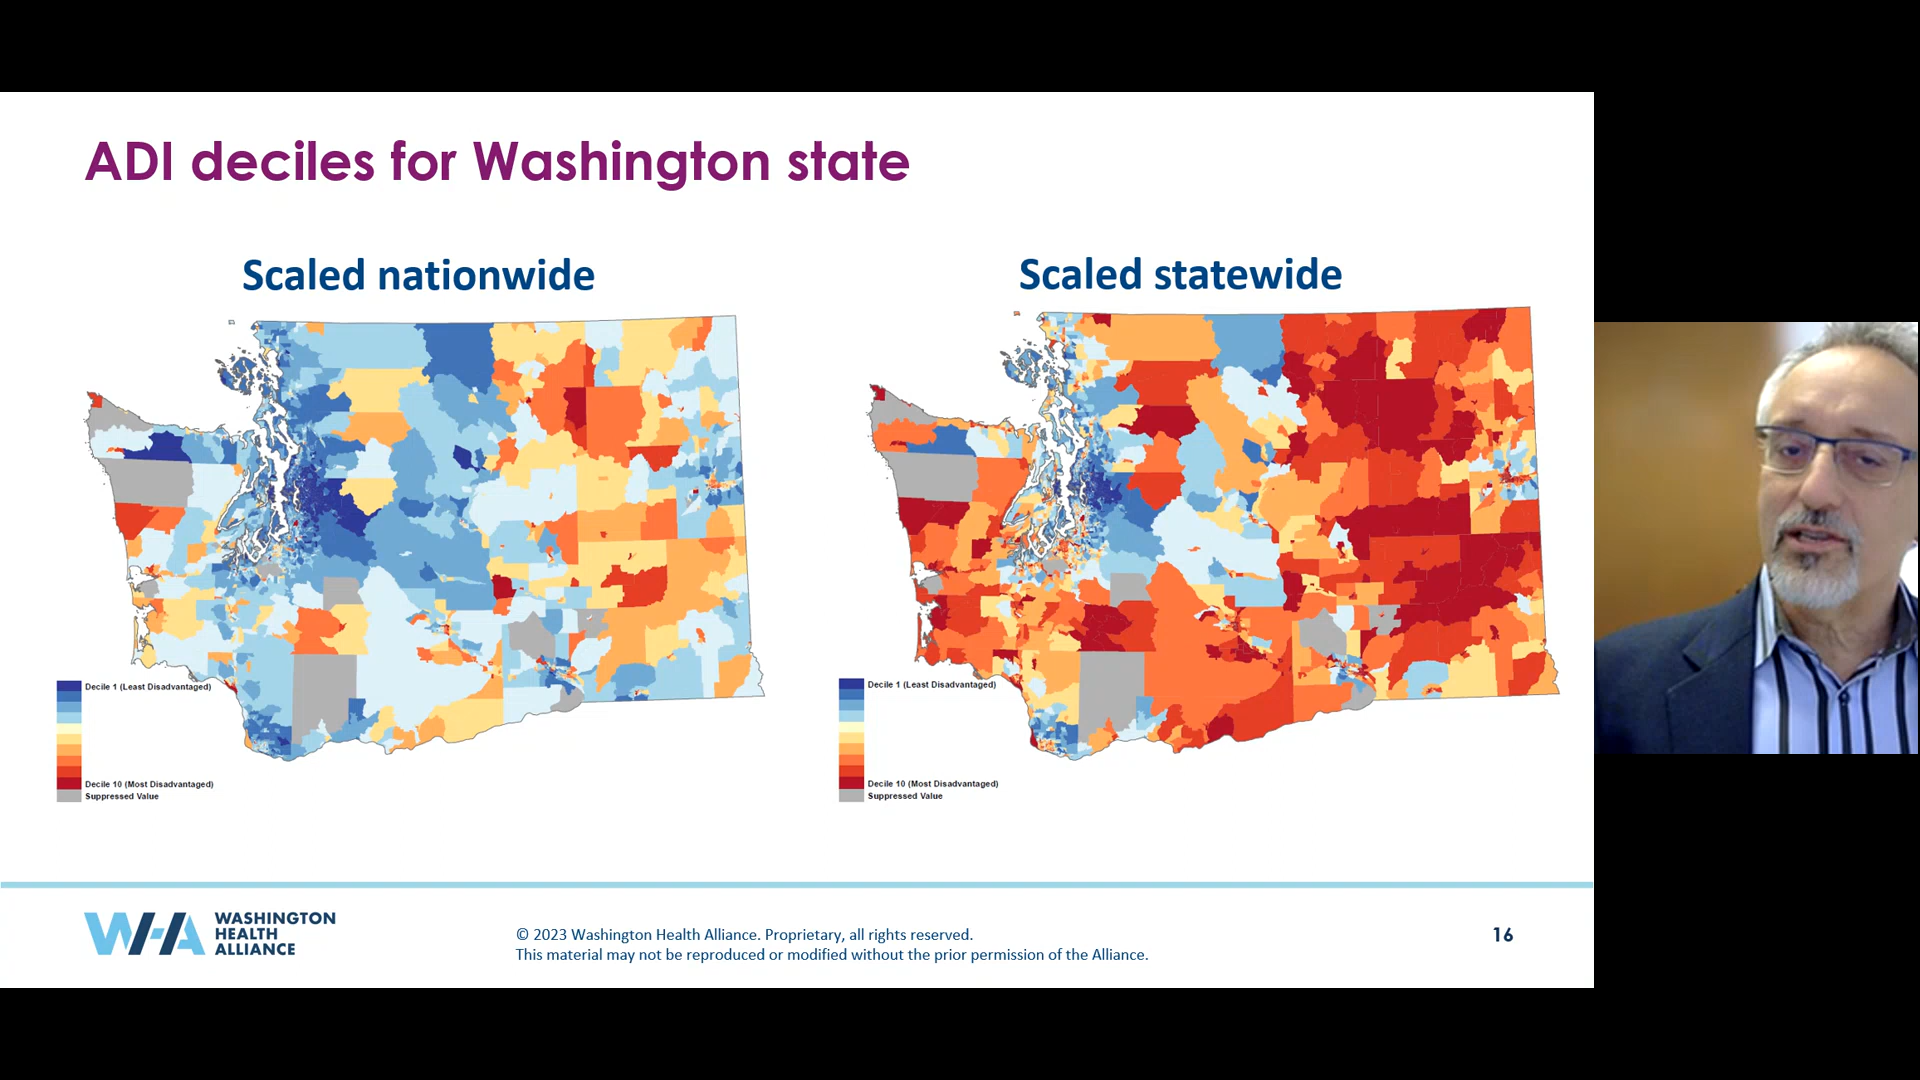 ADI deciles for Washington state
Scaled nationwide
Scaled statewide
Decile 1 (Least Disadvantaged)
Decile 10 (Most Disadvantaged)
Suppressed Value
Decile 1 (Least Disadvantaged)
Decile 10 (Most Disadvantaged)
Suppressed Value
WHA
WASHINGTON
HEALTH
ALLIANCE
© 2023 Washington Health Alliance. Proprietary, all rights reserved.
This material may not be reproduced or modified without the prior permission of the Alliance.
16